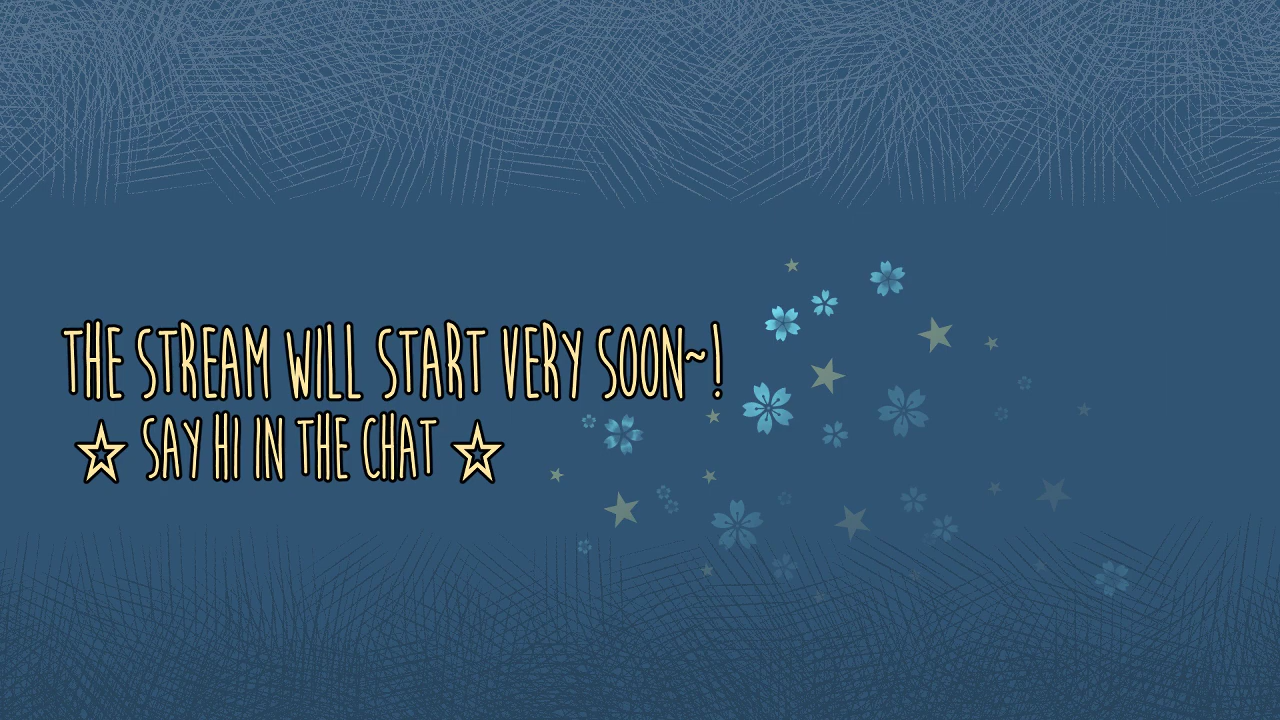 THE STREAM WILL START VERY SOON~!
☆ SAY HI IN THE CHAT ☆